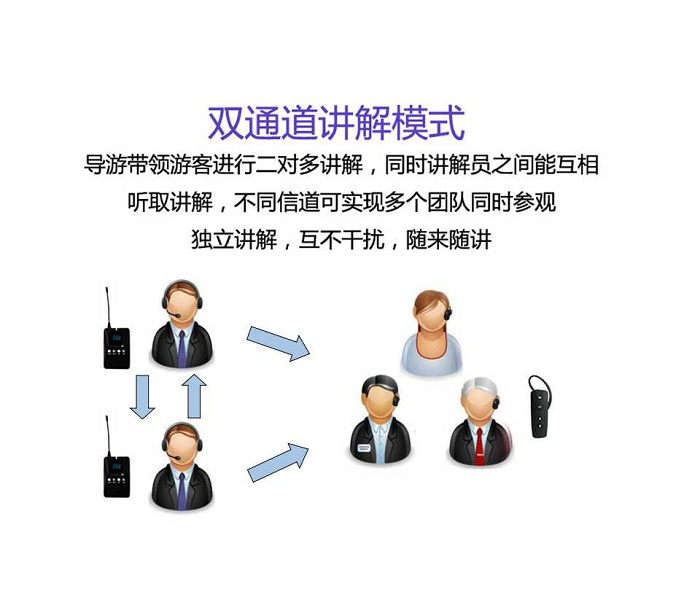 双通道讲解模式
导游带领游客进行二对多讲解，同时讲解员之间能互相
听取讲解，不同信道可实现多个团队同时参观
独立讲解，互不干扰，随来随讲